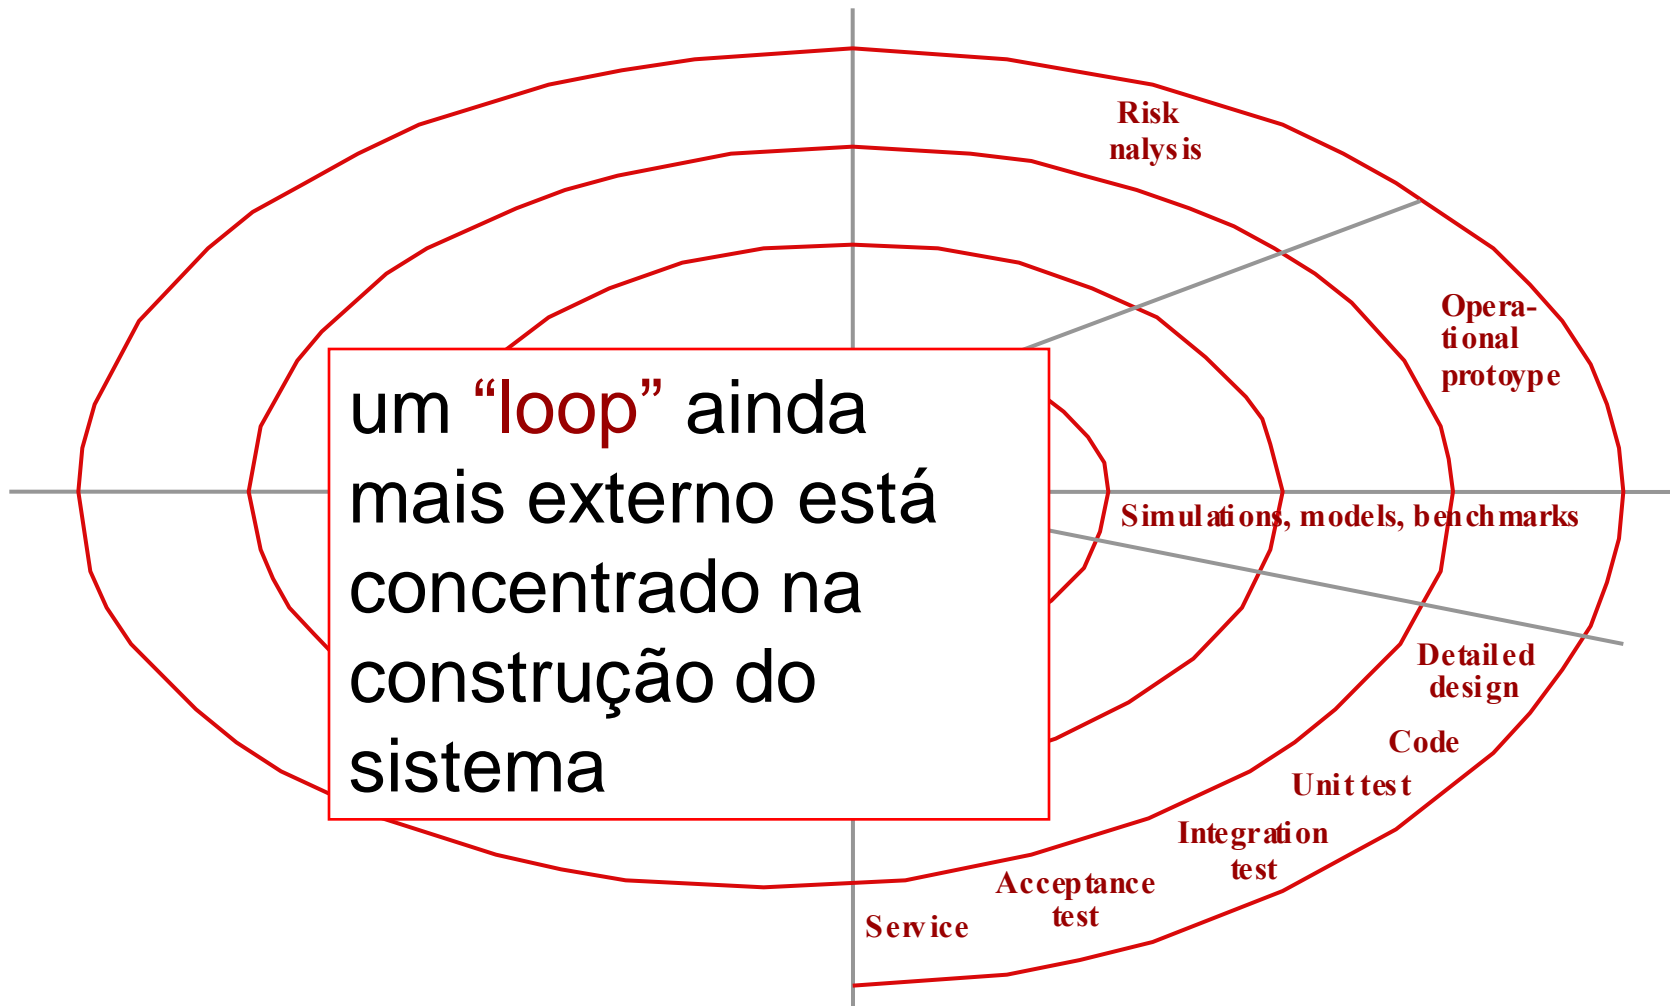 Risk
nalysis
Opera-
tional
protoype
um “loop” ainda
mais externo está
concentrado na
construção do
sistema
Simulations, models, benchmarks
Detailed
design
Code
Unit test
Integration
test
Acceptance
test
Service